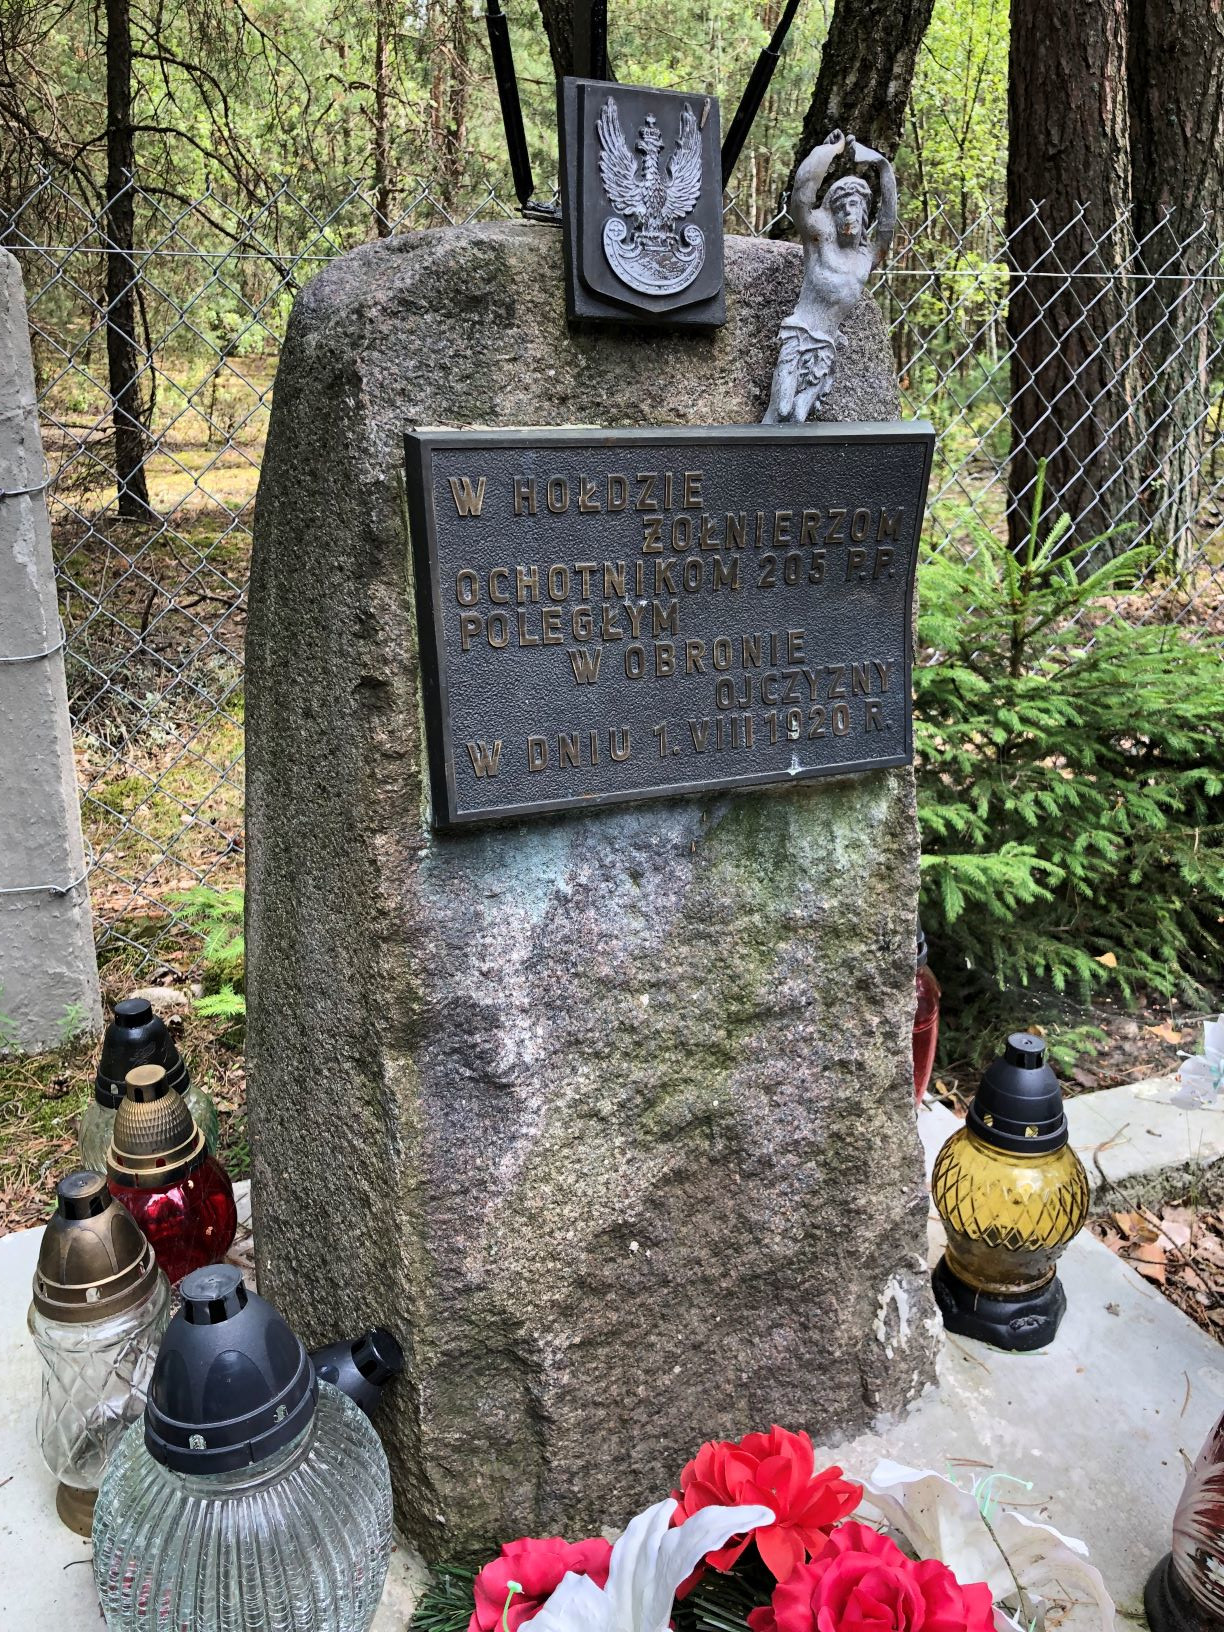 W HOŁDZIE
ŻOŁNIERZOM
OCHOTNIKOM 205 P.P.
POLEGŁYM
W OBRONIE
OJCZYZNY
W DNIU 1. VIII 1920 R.